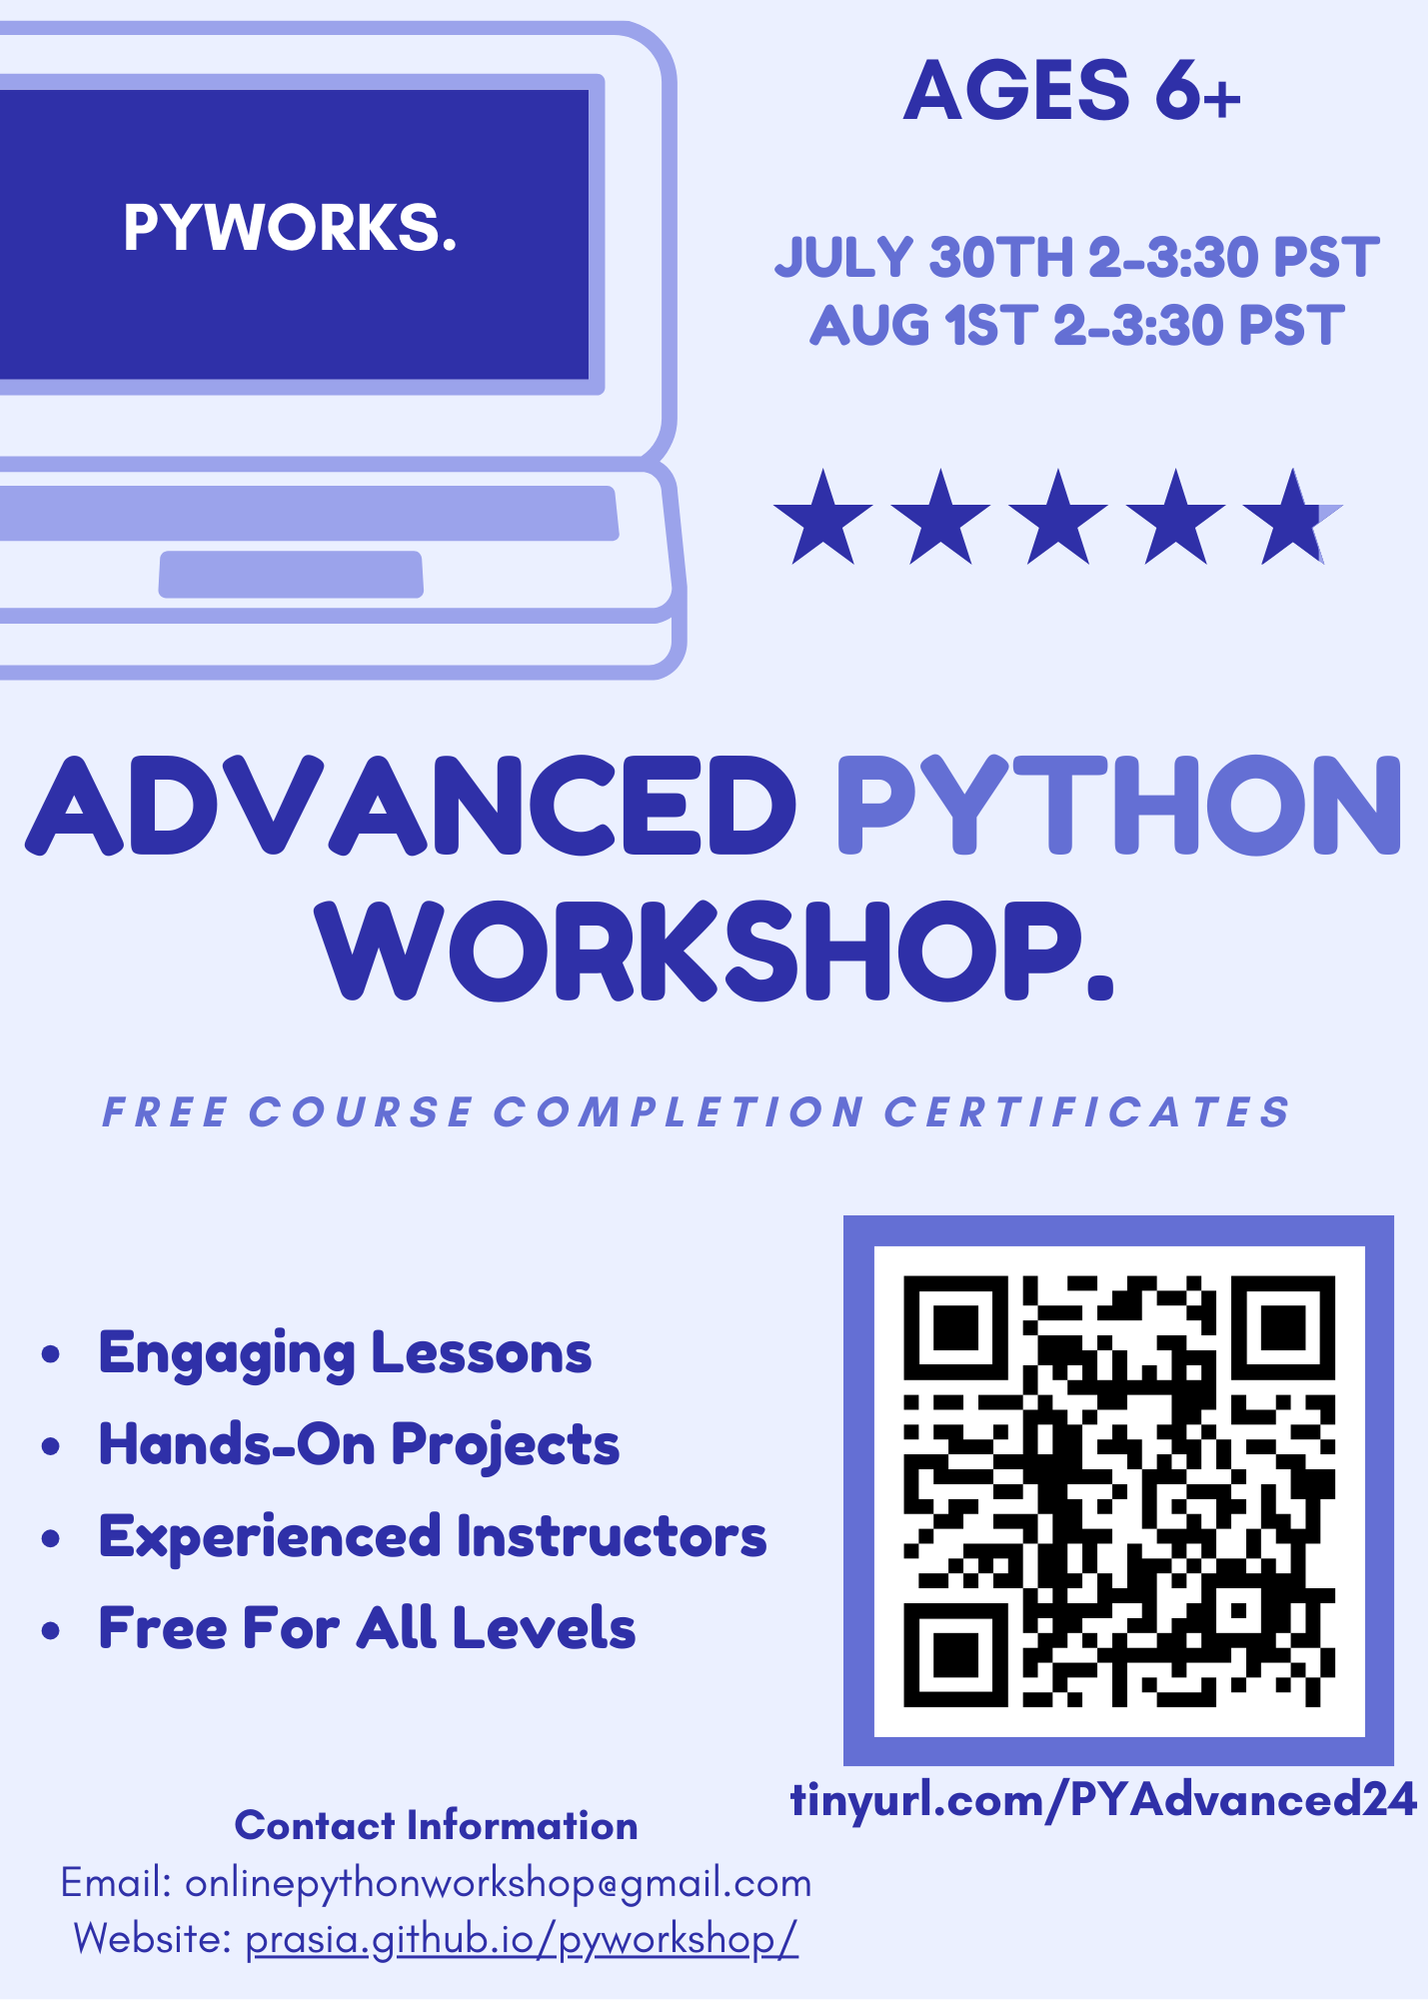 PYWORKS.
AGES 6+
JULY 30TH 2-3:30 PST
AUG 1ST 2-3:30 PST
ADVANCED PYTHON
WORKSHOP.
FREE COURSE COMPLETION CERTIFICATES
• Engaging Lessons
• Hands-On Projects
• Experienced Instructors
• Free For All Levels
tinyurl.com/PYAdvanced24
Contact Information
Email: onlinepythonworkshop@gmail.com
Website: prasia.github.io/pyworkshop/